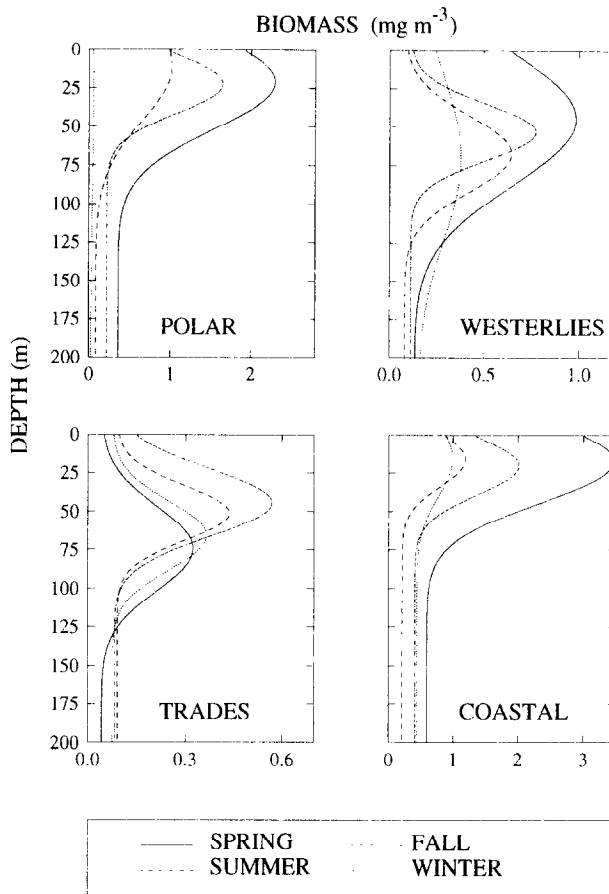 BIOMASS (mg m⁻³)
0
25
50
75
100
125
150
175
200
POLAR
0 1 2
WESTERLIES
0.0 0.5 1.0
DEPTH (m)
0
25
50
75
100
125
150
175
200
TRADES
0.0 0.3 0.6
COASTAL
0 1 2 3
SPRING FALL
SUMMER WINTER